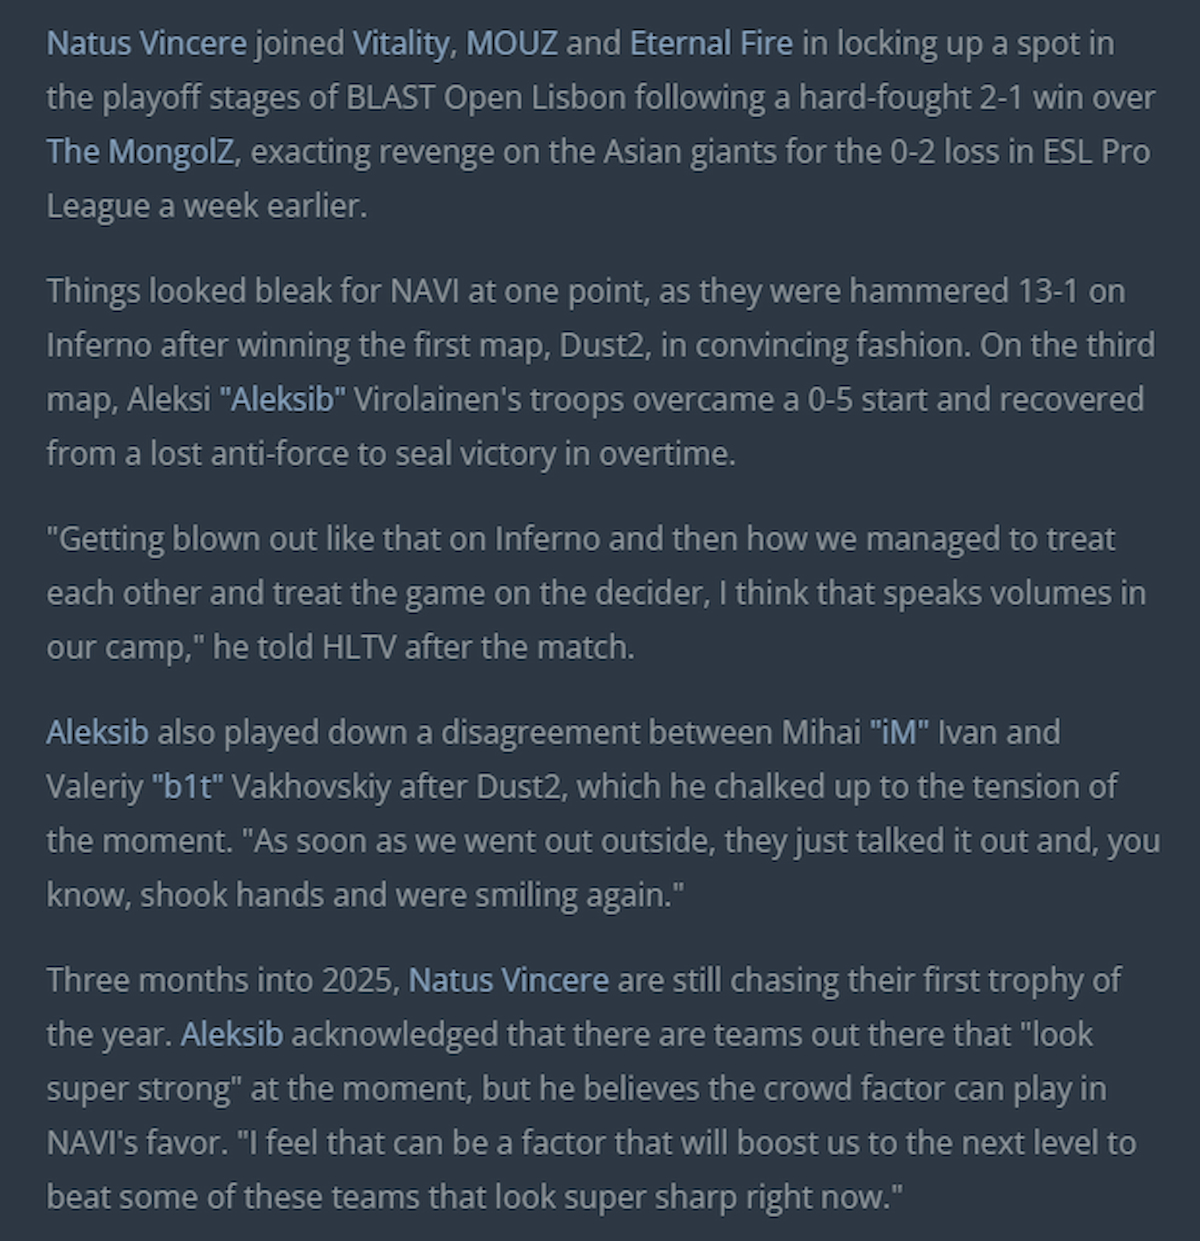 Natus Vincere joined Vitality, MOUZ and Eternal Fire in locking up a spot in
the playoff stages of BLAST Open Lisbon following a hard-fought 2-1 win over
The MongolZ, exacting revenge on the Asian giants for the 0-2 loss in ESL Pro
League a week earlier.
Things looked bleak for NAVI at one point, as they were hammered 13-1 on
Inferno after winning the first map, Dust2, in convincing fashion. On the third
map, Aleksi "Aleksib" Virolainen's troops overcame a 0-5 start and recovered
from a lost anti-force to seal victory in overtime.
"Getting blown out like that on Inferno and then how we managed to treat
each other and treat the game on the decider, I think that speaks volumes in
our camp," he told HLTV after the match.
Aleksib also played down a disagreement between Mihai "iM" Ivan and
Valeriy "b1t" Vakhovskiy after Dust2, which he chalked up to the tension of
the moment. "As soon as we went out outside, they just talked it out and, you
know, shook hands and were smiling again."
Three months into 2025, Natus Vincere are still chasing their first trophy of
the year. Aleksib acknowledged that there are teams out there that "look
super strong" at the moment, but he believes the crowd factor can play in
NAVI's favor. "I feel that can be a factor that will boost us to the next level to
beat some of these teams that look super sharp right now."